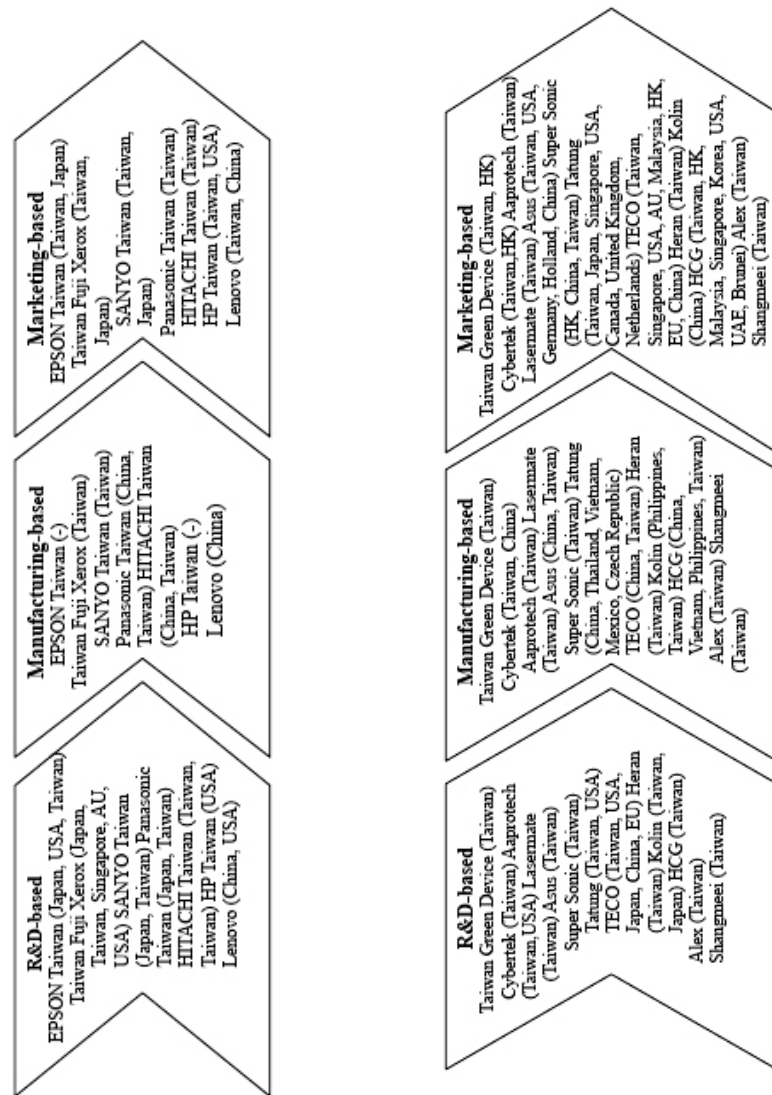 R&D-based
EPSON Taiwan (Japan, USA, Taiwan)
Taiwan Fuji Xerox (Japan,
Taiwan, Singapore, AU,
USA) SANYO Taiwan
(Japan, Taiwan) Panasonic
Taiwan (Japan, Taiwan)
HITACHI Taiwan (Taiwan,
Taiwan) HP Taiwan (USA)
Lenovo (China, USA)
Manufacturing-based
EPSON Taiwan (-)
Taiwan Fuji Xerox (Taiwan)
SANYO Taiwan (Taiwan)
Panasonic Taiwan (China,
Taiwan) HITACHI Taiwan
(China, Taiwan)
HP Taiwan (-)
Lenovo (China)
Marketing-based
EPSON Taiwan (Taiwan, Japan)
Taiwan Fuji Xerox (Taiwan,
Japan)
SANYO Taiwan (Taiwan,
Japan)
Panasonic Taiwan (Taiwan)
HITACHI Taiwan (Taiwan)
HP Taiwan (Taiwan, USA)
Lenovo (Taiwan, China)
R&D-based
Taiwan Green Device (Taiwan)
Cybertek (Taiwan) Aaprotech
(Taiwan,USA) Lasermate
(Taiwan) Asus (Taiwan)
Super Sonic (Taiwan)
Tatung (Taiwan, USA)
TECO (Taiwan, USA,
Japan, China, EU) Heran
(Taiwan) Kolin (Taiwan,
Japan) HCG (Taiwan)
Alex (Taiwan)
Shangmeei (Taiwan)
Manufacturing-based
Taiwan Green Device (Taiwan)
Cybertek (Taiwan, China)
Aaprotech (Taiwan) Lasermate
(Taiwan) Asus (China, Taiwan)
Super Sonic (Taiwan) Tatung
(China, Thailand, Vietnam,
Mexico, Czech Republic)
TECO (China, Taiwan) Heran
(Taiwan) Kolin (Philippines,
Taiwan) HCG (China,
Vietnam, Philippines, Taiwan)
Alex (Taiwan) Shangmeei
(Taiwan)
Marketing-based
Taiwan Green Device (Taiwan, HK)
Cybertek (Taiwan,HK) Aaprotech (Taiwan)
Lasermate (Taiwan) Asus (Taiwan, USA,
Germany, Holland, China) Super Sonic
(HK, China, Taiwan) Tatung
(Taiwan, Japan, Singapore, USA,
Canada, United Kingdom,
Netherlands) TECO (Taiwan,
Singapore, USA, AU, Malaysia, HK,
EU, China) Heran (Taiwan) Kolin
(China) HCG (Taiwan, HK,
Malaysia, Singapore, Korea, USA,
UAE, Brunei) Alex (Taiwan)
Shangmeei (Taiwan)